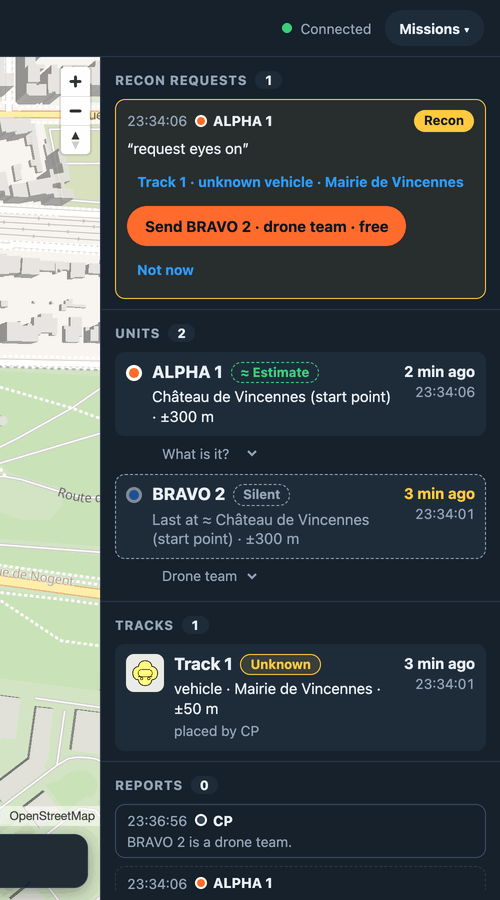 Connected
Missions ▾
RECON REQUESTS 1
23:34:06 ALPHA 1 Recon
“request eyes on”
Track 1 · unknown vehicle · Mairie de Vincennes
Send BRAVO 2 · drone team · free
Not now
UNITS 2
ALPHA 1 ≈ Estimate 2 min ago
Château de Vincennes (start point) 23:34:06
· ±300 m
What is it?
BRAVO 2 Silent 3 min ago
Last at ≈ Château de Vincennes 23:34:01
(start point) · ±300 m
Drone team
TRACKS 1
Track 1 Unknown 3 min ago
vehicle · Mairie de Vincennes · 23:34:01
±50 m
placed by CP
REPORTS 0
23:36:56 CP
BRAVO 2 is a drone team.
23:34:06 ALPHA 1
+
−
Route
de Nogent
OpenStreetMap